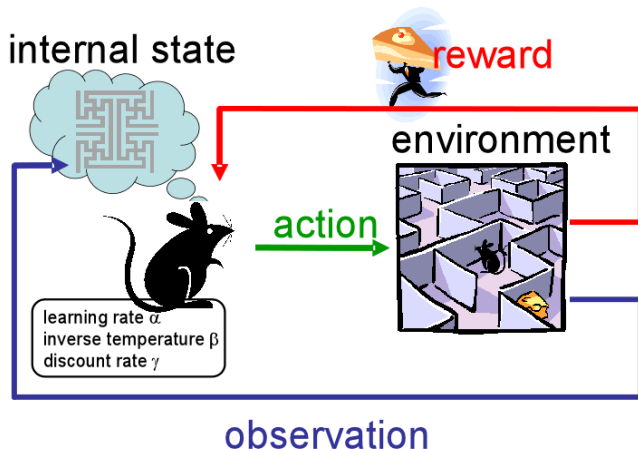 internal state
reward
environment
action
learning rate α
inverse temperature β
discount rate γ
observation